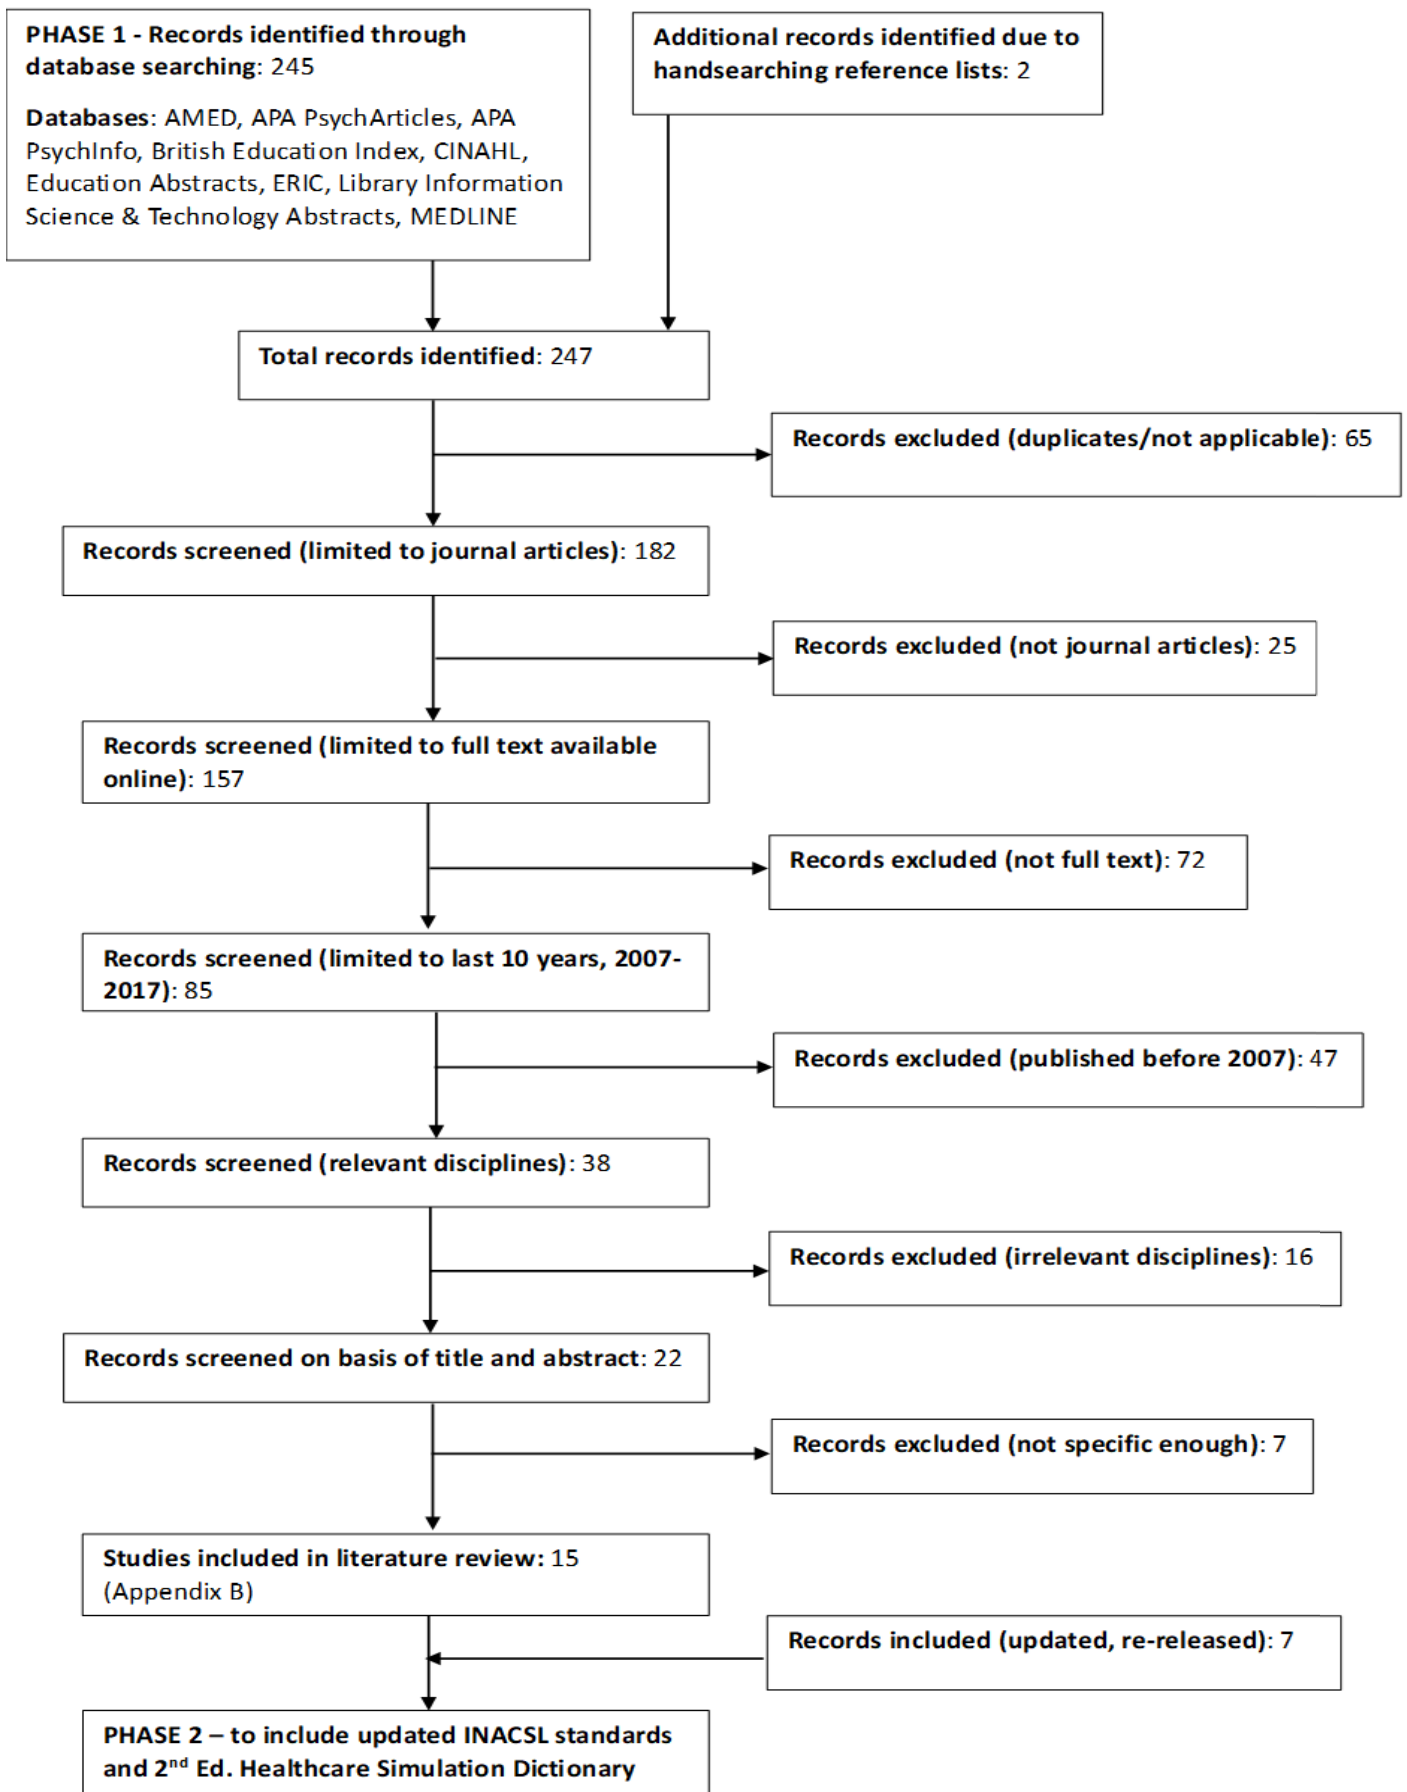 PHASE 1 - Records identified through
database searching: 245
Databases: AMED, APA PsychArticles, APA
PsychInfo, British Education Index, CINAHL,
Education Abstracts, ERIC, Library Information
Science & Technology Abstracts, MEDLINE
Additional records identified due to
handsearching reference lists: 2
Total records identified: 247
Records excluded (duplicates/not applicable): 65
Records screened (limited to journal articles): 182
Records excluded (not journal articles): 25
Records screened (limited to full text available
online): 157
Records excluded (not full text): 72
Records screened (limited to last 10 years, 2007-
2017): 85
Records excluded (published before 2007): 47
Records screened (relevant disciplines): 38
Records excluded (irrelevant disciplines): 16
Records screened on basis of title and abstract: 22
Records excluded (not specific enough): 7
Studies included in literature review: 15
(Appendix B)
Records included (updated, re-released): 7
PHASE 2 – to include updated INACSL standards
and 2nd Ed. Healthcare Simulation Dictionary